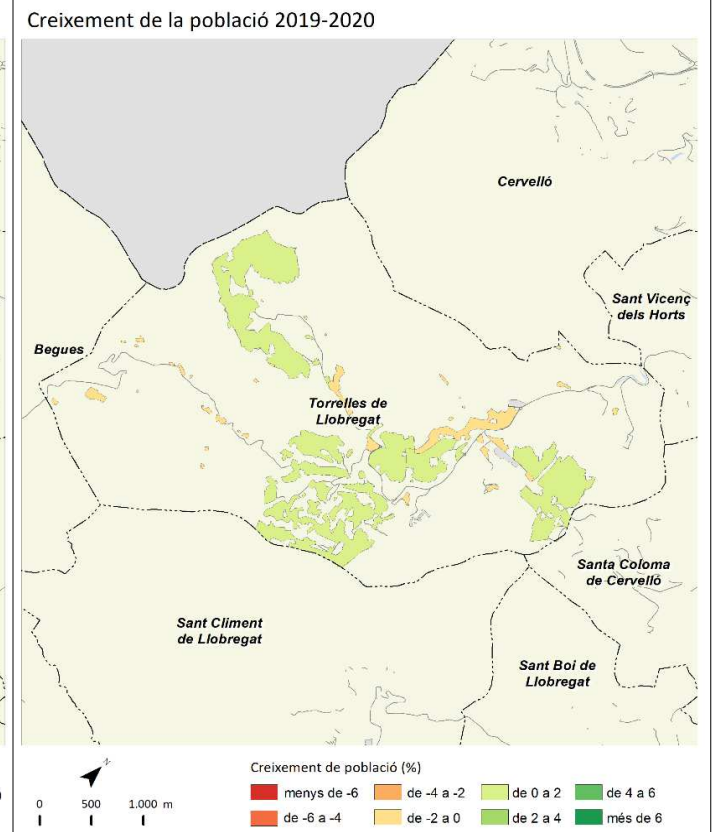 Creixement de la població 2019-2020
Cervelló
Sant Vicenç
dels Horts
Begues
Torrelles de
Llobregat
Santa Coloma
de Cervelló
Sant Climent
de Llobregat
Sant Boi de
Llobregat
N
0 500 1.000 m
Creixement de població (%)
menys de -6
de -4 a -2
de 0 a 2
de 4 a 6
de -6 a -4
de -2 a 0
de 2 a 4
més de 6